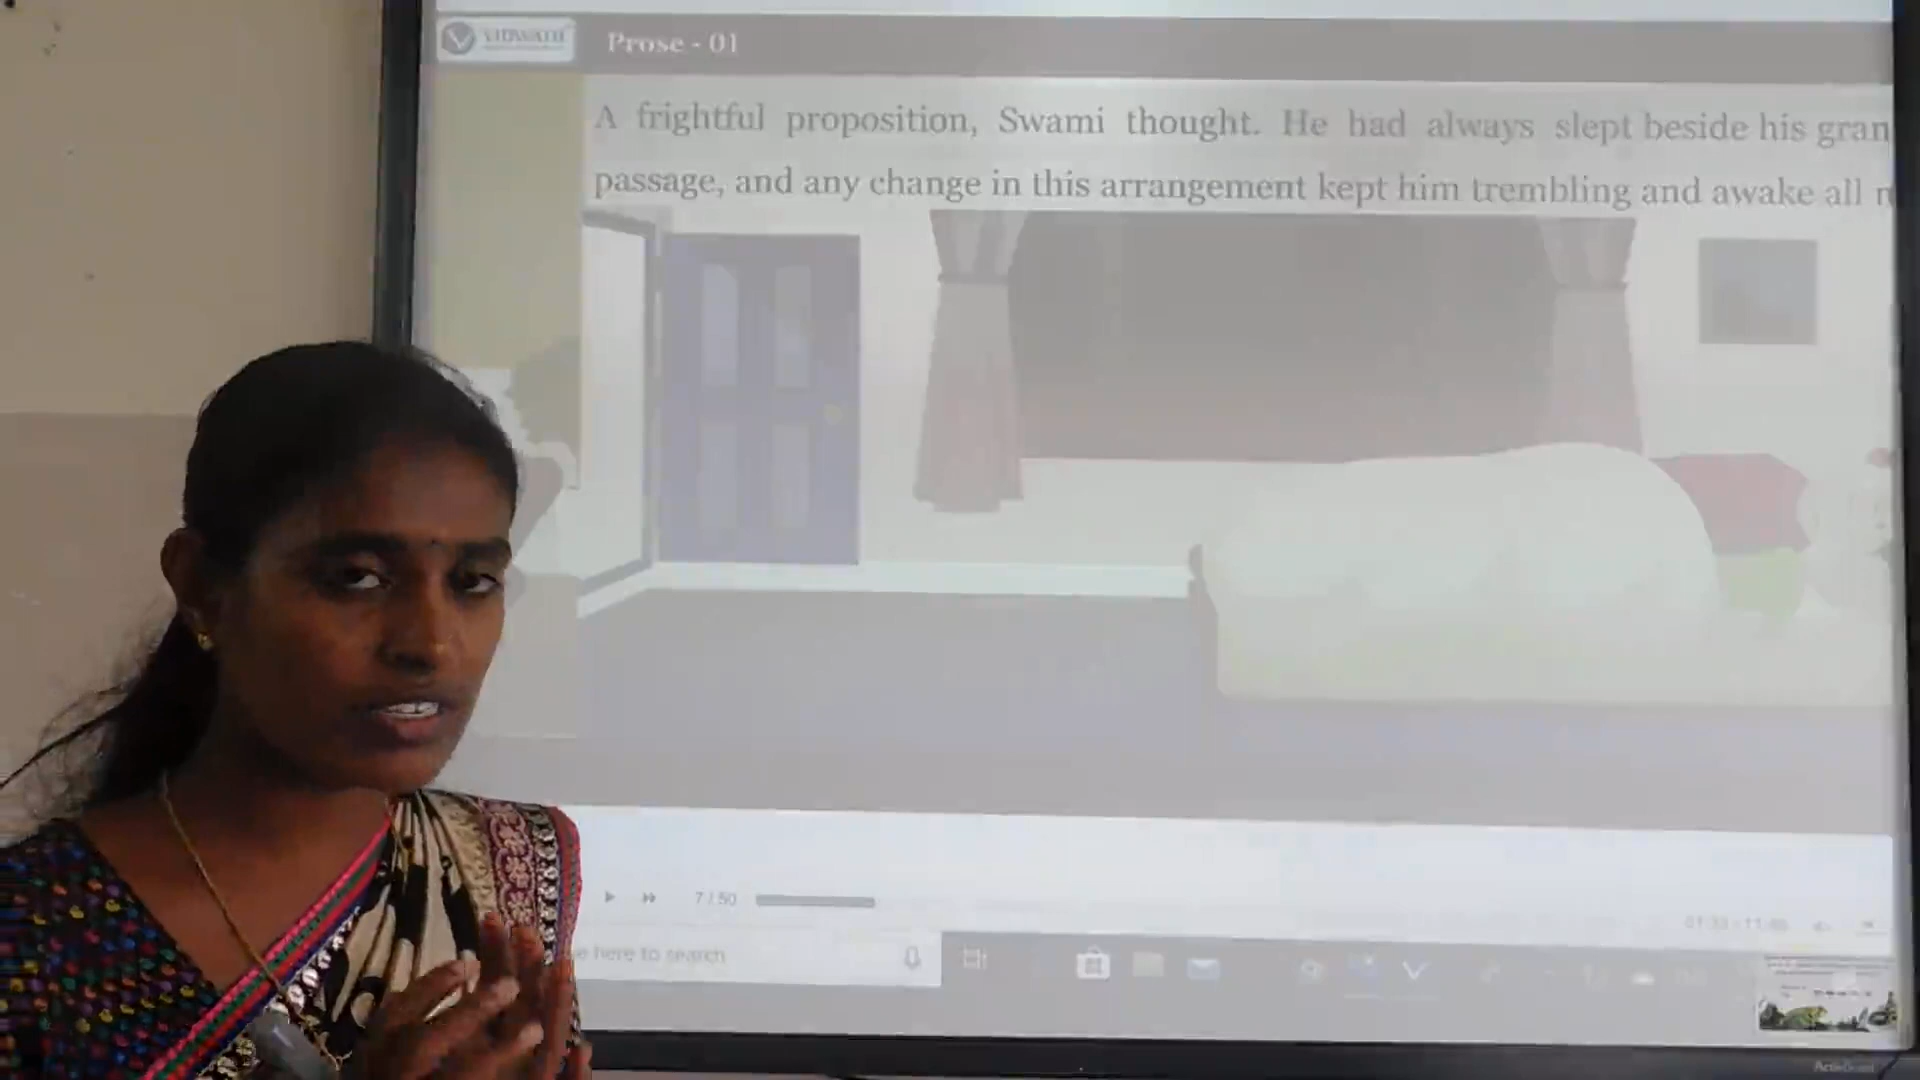 VIDWATH
Prose - 01
A frightful proposition, Swami thought. He had always slept beside his gran
passage, and any change in this arrangement kept him trembling and awake all n
7 / 50
e here to search